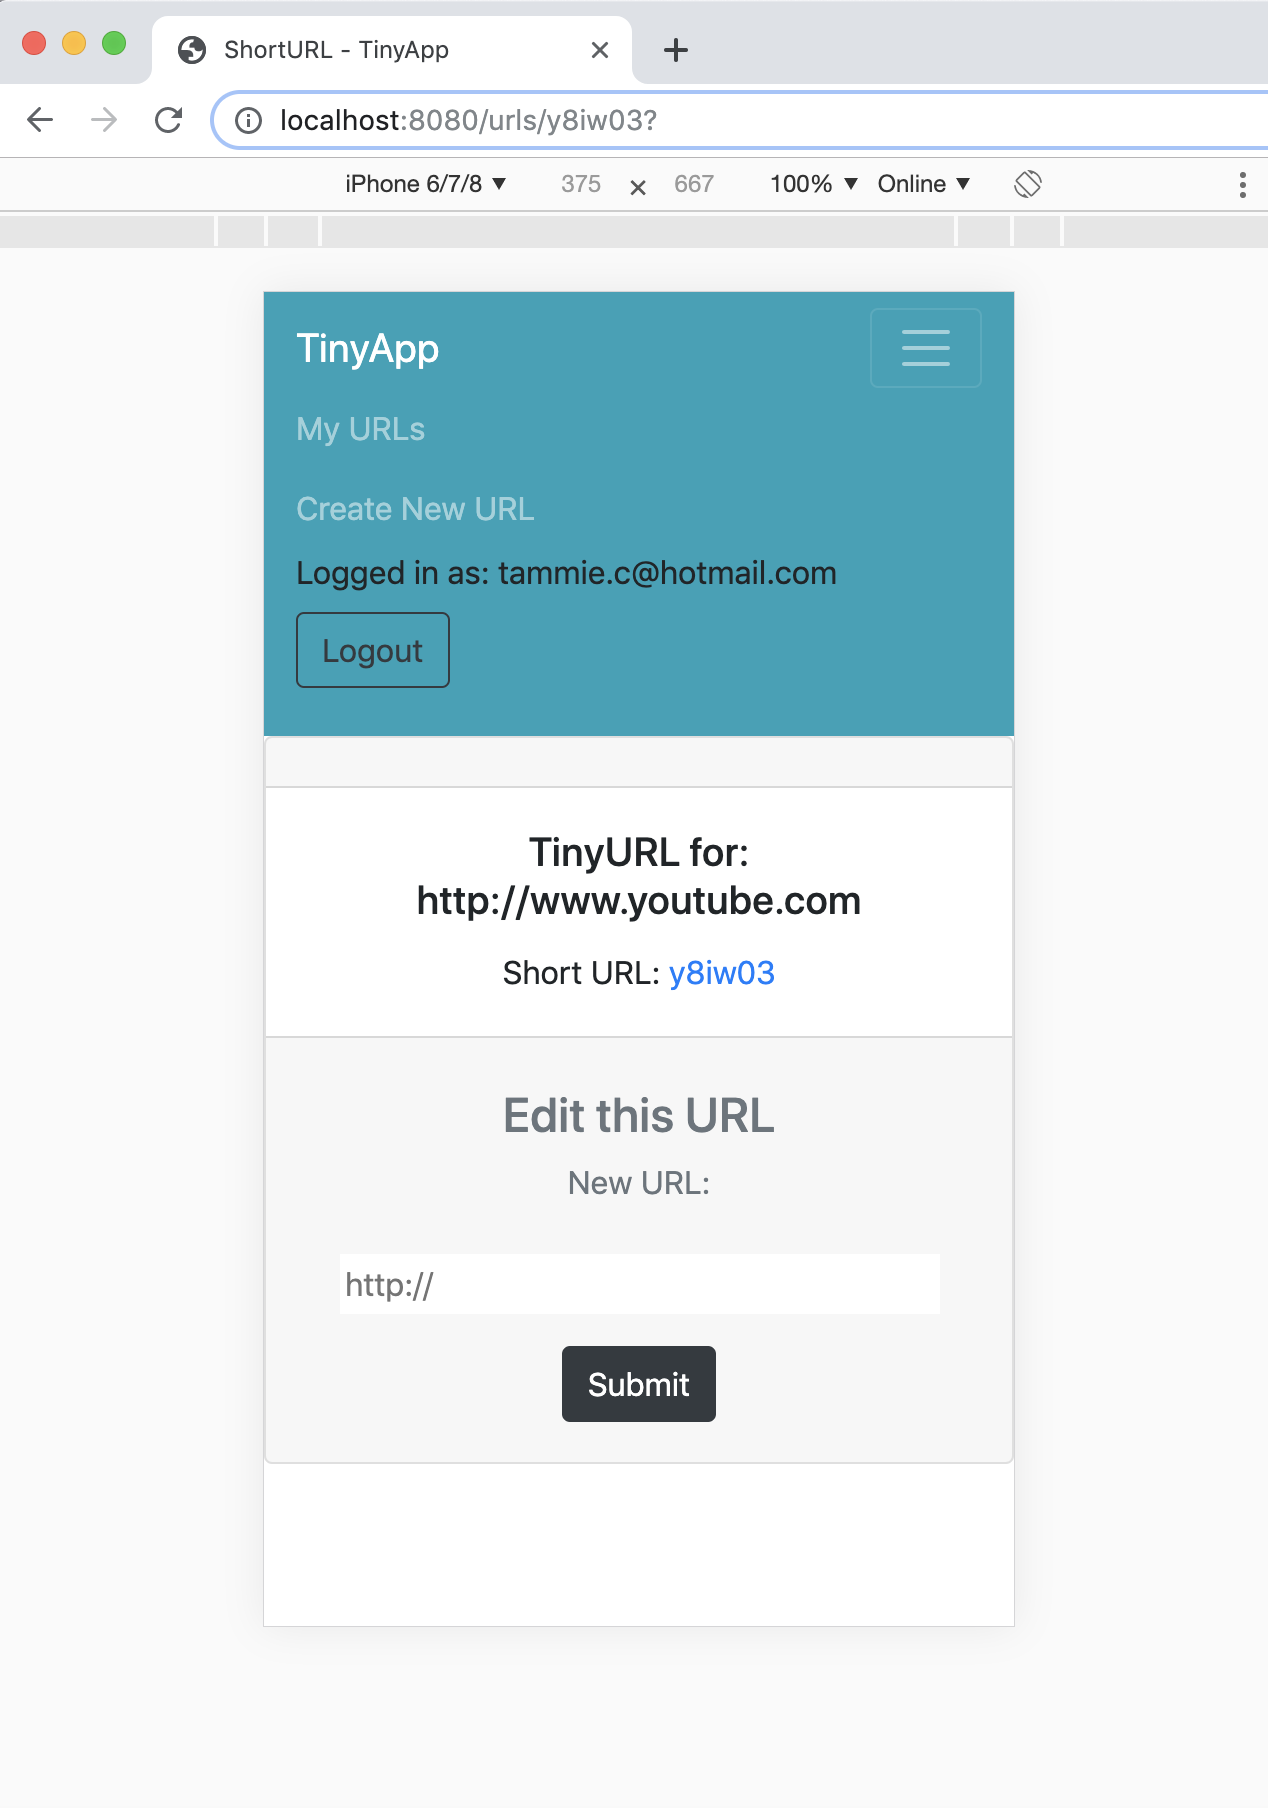 ShortURL - TinyApp
localhost:8080/urls/y8iw03?
iPhone 6/7/8 375 × 667 100% Online
TinyApp
My URLs
Create New URL
Logged in as: tammie.c@hotmail.com
Logout
TinyURL for:
http://www.youtube.com
Short URL: y8iw03
Edit this URL
New URL:
http://
Submit